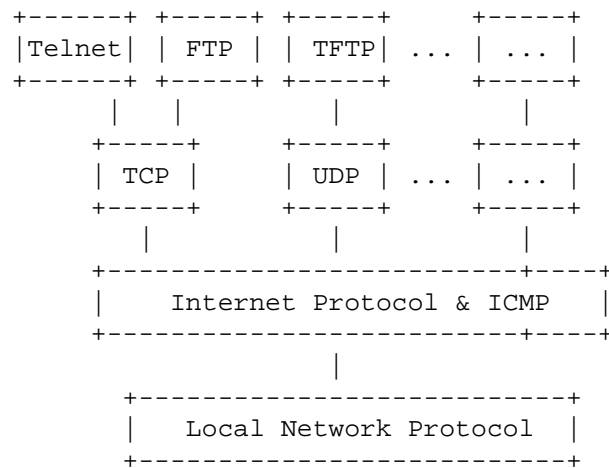 +------+ +-----+ +-----+     +-----+
|Telnet| | FTP | | TFTP| ... | ... |
+------+ +-----+ +-----+     +-----+
      |   |         |           |
     +-----+     +-----+     +-----+
     | TCP |     | UDP | ... | ... |
     +-----+     +-----+     +-----+
        |           |           |
     +--------------------------+----+
     |    Internet Protocol & ICMP   |
     +--------------------------+----+
                    |
       +---------------------------+
       |   Local Network Protocol  |
       +---------------------------+